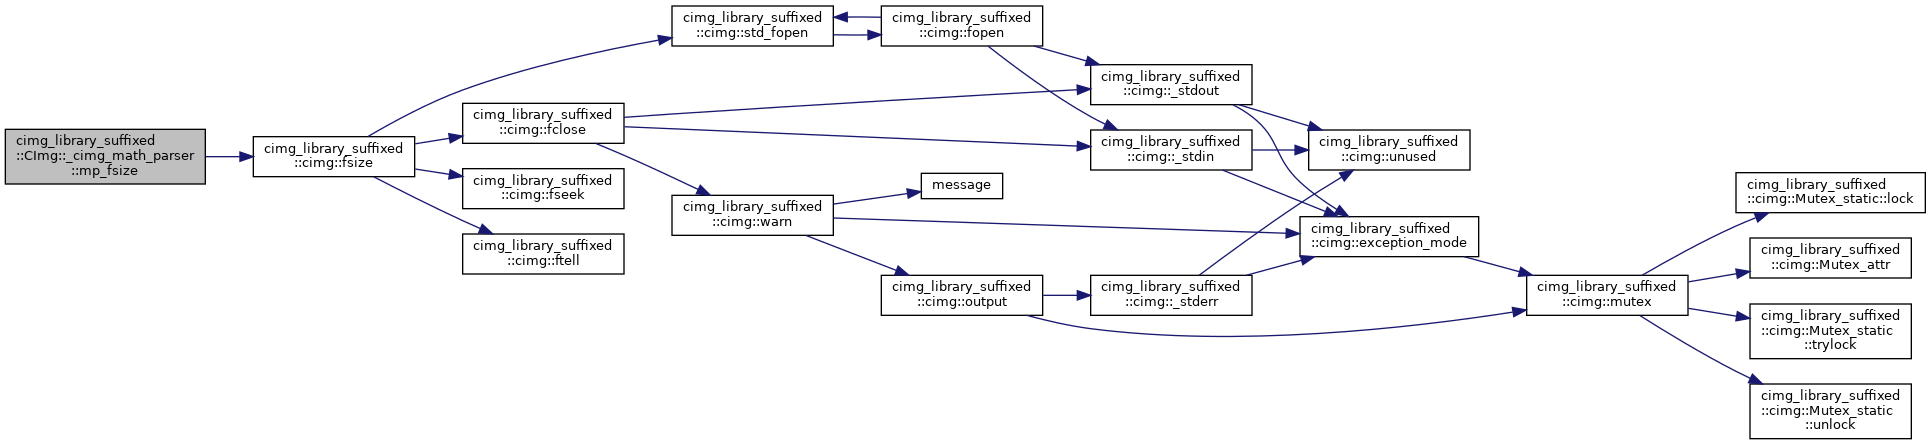 cimg_library_suffixed
::CImg::_cimg_math_parser
::mp_fsize
cimg_library_suffixed
::cimg::fsize
cimg_library_suffixed
::cimg::std_fopen
cimg_library_suffixed
::cimg::fclose
cimg_library_suffixed
::cimg::fseek
cimg_library_suffixed
::cimg::ftell
cimg_library_suffixed
::cimg::fopen
cimg_library_suffixed
::cimg::warn
message
cimg_library_suffixed
::cimg::output
cimg_library_suffixed
::cimg::_stdout
cimg_library_suffixed
::cimg::_stdin
cimg_library_suffixed
::cimg::_stderr
cimg_library_suffixed
::cimg::unused
cimg_library_suffixed
::cimg::exception_mode
cimg_library_suffixed
::cimg::mutex
cimg_library_suffixed
::cimg::Mutex_static::lock
cimg_library_suffixed
::cimg::Mutex_attr
cimg_library_suffixed
::cimg::Mutex_static
::trylock
cimg_library_suffixed
::cimg::Mutex_static
::unlock